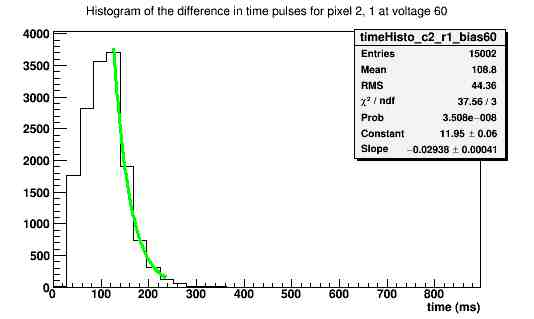 Histogram of the difference in time pulses for pixel 2, 1 at voltage 60
timeHisto_c2_r1_bias60
Entries 15002
Mean 108.8
RMS 44.36
χ² / ndf 37.56 / 3
Prob 3.508e−008
Constant 11.95 ± 0.06
Slope −0.02938 ± 0.00041
4000
3500
3000
2500
2000
1500
1000
500
0
0 100 200 300 400 500 600 700 800
time (ms)